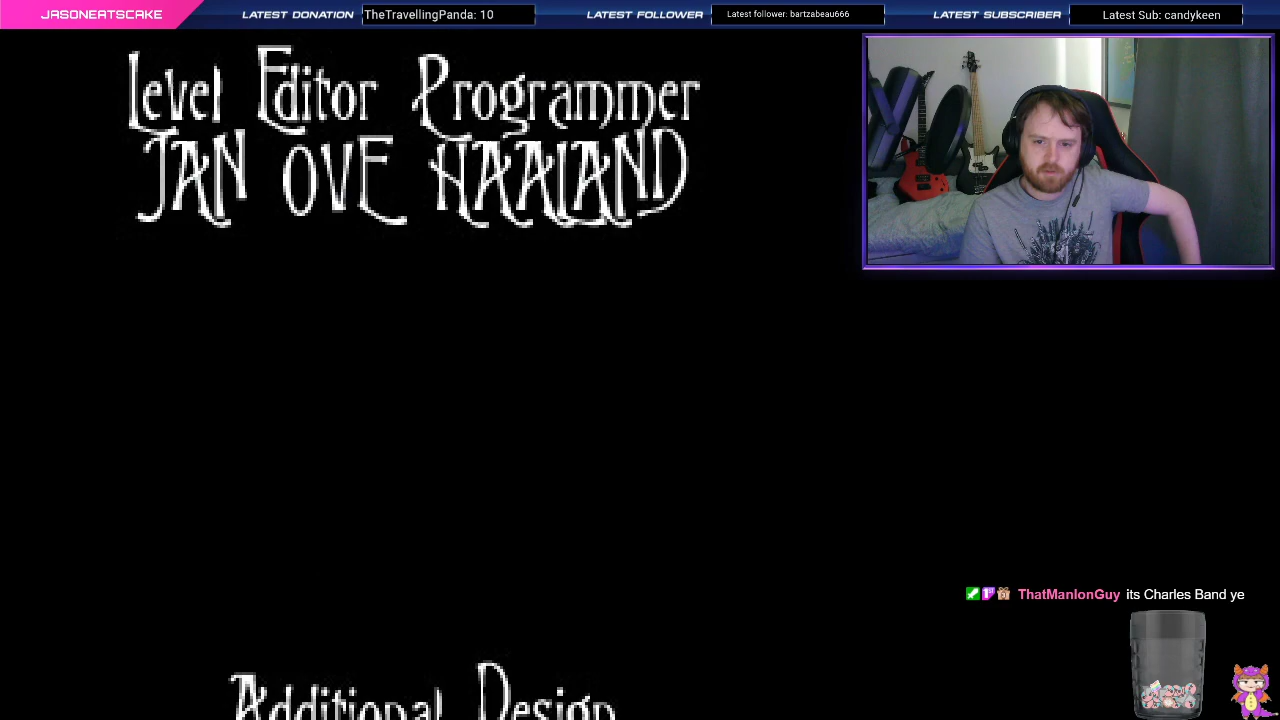 JASONEATSCAKE
LATEST DONATION
TheTravellingPanda: 10
LATEST FOLLOWER
Latest follower: bartzabeau666
LATEST SUBSCRIBER
Latest Sub: candykeen
Level Editor Programmer
JAN OVE HAALAND
ThatManIonGuy its Charles Band ye
Additional Design